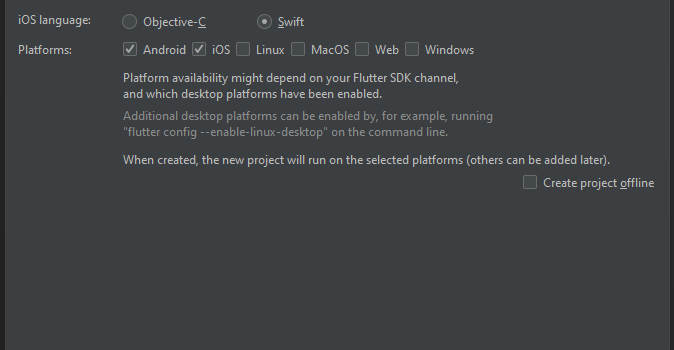 iOS language: Objective-C Swift
Platforms: Android iOS Linux MacOS Web Windows
Platform availability might depend on your Flutter SDK channel,
and which desktop platforms have been enabled.
Additional desktop platforms can be enabled by, for example, running
"flutter config --enable-linux-desktop" on the command line.
When created, the new project will run on the selected platforms (others can be added later).
Create project offline